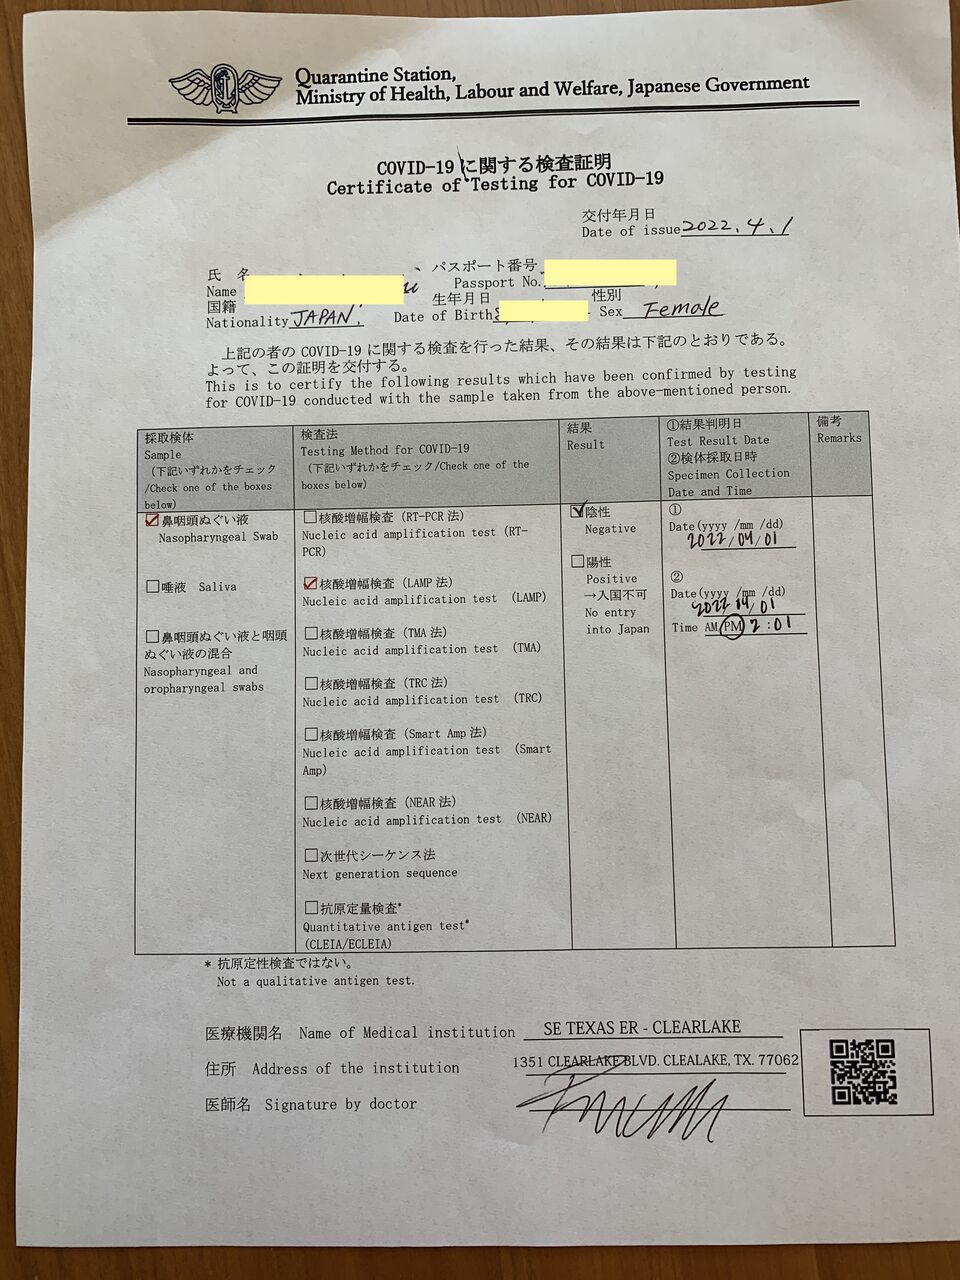 Quarantine Station,
Ministry of Health, Labour and Welfare, Japanese Government
COVID-19 に関する検査証明
Certificate of Testing for COVID-19
交付年月日
Date of issue 2022. 4. 1
氏 名
Name
パスポート番号
Passport No.
国籍
Nationality JAPAN.
生年月日
Date of Birth
性別
Sex Female
上記の者の COVID-19 に関する検査を行った結果、その結果は下記のとおりである。
よって、この証明を交付する。
This is to certify the following results which have been confirmed by testing
for COVID-19 conducted with the sample taken from the above-mentioned person.
採取検体
Sample
(下記いずれかをチェック
/Check one of the boxes
below)
検査法
Testing Method for COVID-19
(下記いずれかをチェック/Check one of the
boxes below)
結果
Result
①結果判明日
Test Result Date
②検体採取日時
Specimen Collection
Date and Time
備考
Remarks
☑鼻咽頭ぬぐい液
Nasopharyngeal Swab
□唾液 Saliva
□鼻咽頭ぬぐい液と咽頭
ぬぐい液の混合
Nasopharyngeal and
oropharyngeal swabs
□核酸増幅検査 (RT-PCR 法)
Nucleic acid amplification test (RT-
PCR)
☑核酸増幅検査 (LAMP 法)
Nucleic acid amplification test (LAMP)
□核酸増幅検査 (TMA 法)
Nucleic acid amplification test (TMA)
□核酸増幅検査 (TRC 法)
Nucleic acid amplification test (TRC)
□核酸増幅検査 (Smart Amp 法)
Nucleic acid amplification test (Smart
Amp)
□核酸増幅検査 (NEAR 法)
Nucleic acid amplification test (NEAR)
□次世代シーケンス法
Next generation sequence
□抗原定量検査*
Quantitative antigen test*
(CLEIA/ECLEIA)
☑陰性
Negative
□陽性
Positive
→入国不可
No entry
into Japan
①
Date(yyyy /mm /dd)
2022/04/01
②
Date(yyyy /mm /dd)
2022 /04/01
Time AM/PM 2:01
* 抗原定性検査ではない。
Not a qualitative antigen test.
医療機関名 Name of Medical institution SE TEXAS ER - CLEARLAKE
住所 Address of the institution 1351 CLEARLAKE BLVD. CLEALAKE, TX. 77062
医師名 Signature by doctor